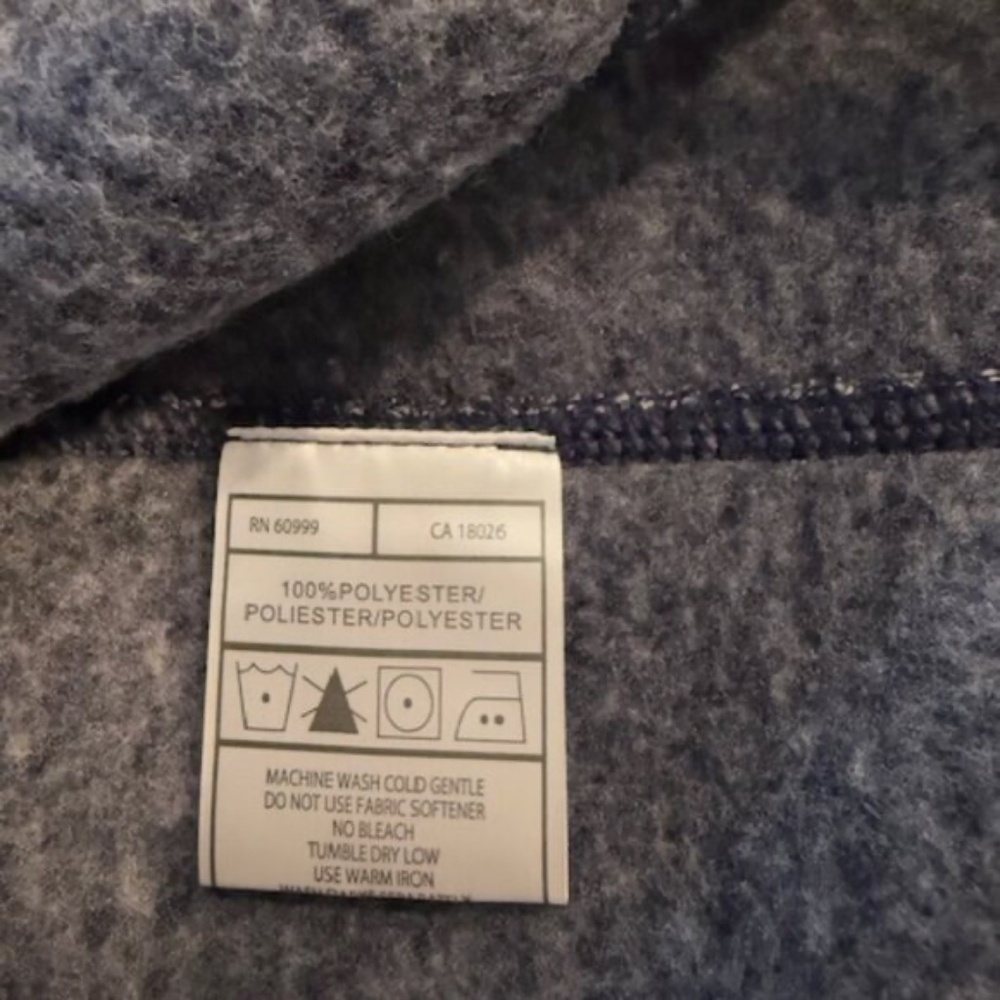 RN 60999 CA 18026
100%POLYESTER/
POLIESTER/POLYESTER
MACHINE WASH COLD GENTLE
DO NOT USE FABRIC SOFTENER
NO BLEACH
TUMBLE DRY LOW
USE WARM IRON